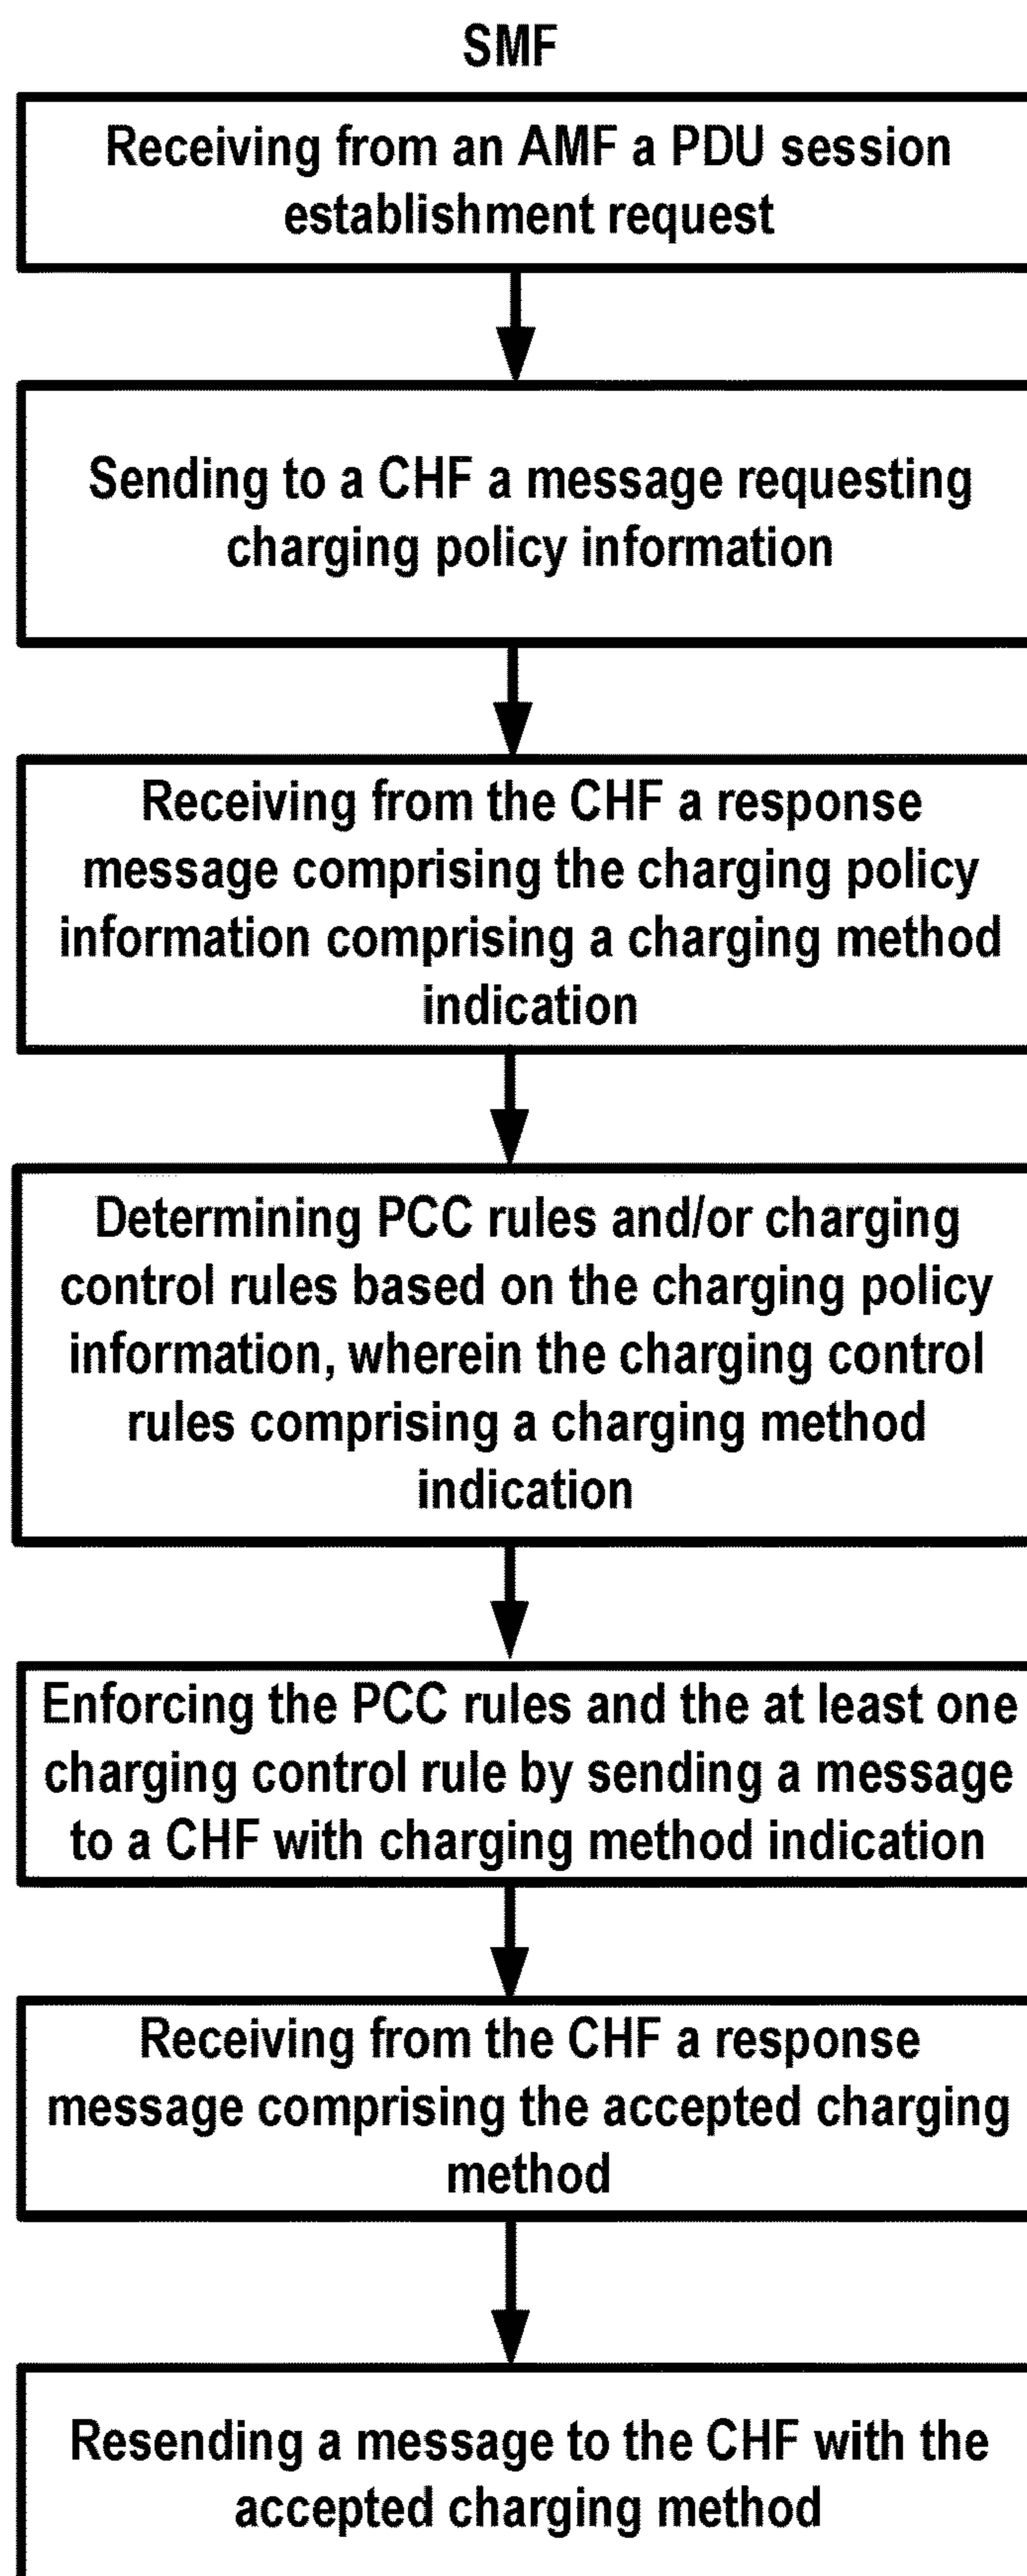 SMF
Receiving from an AMF a PDU session
establishment request
Sending to a CHF a message requesting
charging policy information
Receiving from the CHF a response
message comprising the charging policy
information comprising a charging method
indication
Determining PCC rules and/or charging
control rules based on the charging policy
information, wherein the charging control
rules comprising a charging method
indication
Enforcing the PCC rules and the at least one
charging control rule by sending a message
to a CHF with charging method indication
Receiving from the CHF a response
message comprising the accepted charging
method
Resending a message to the CHF with the
accepted charging method